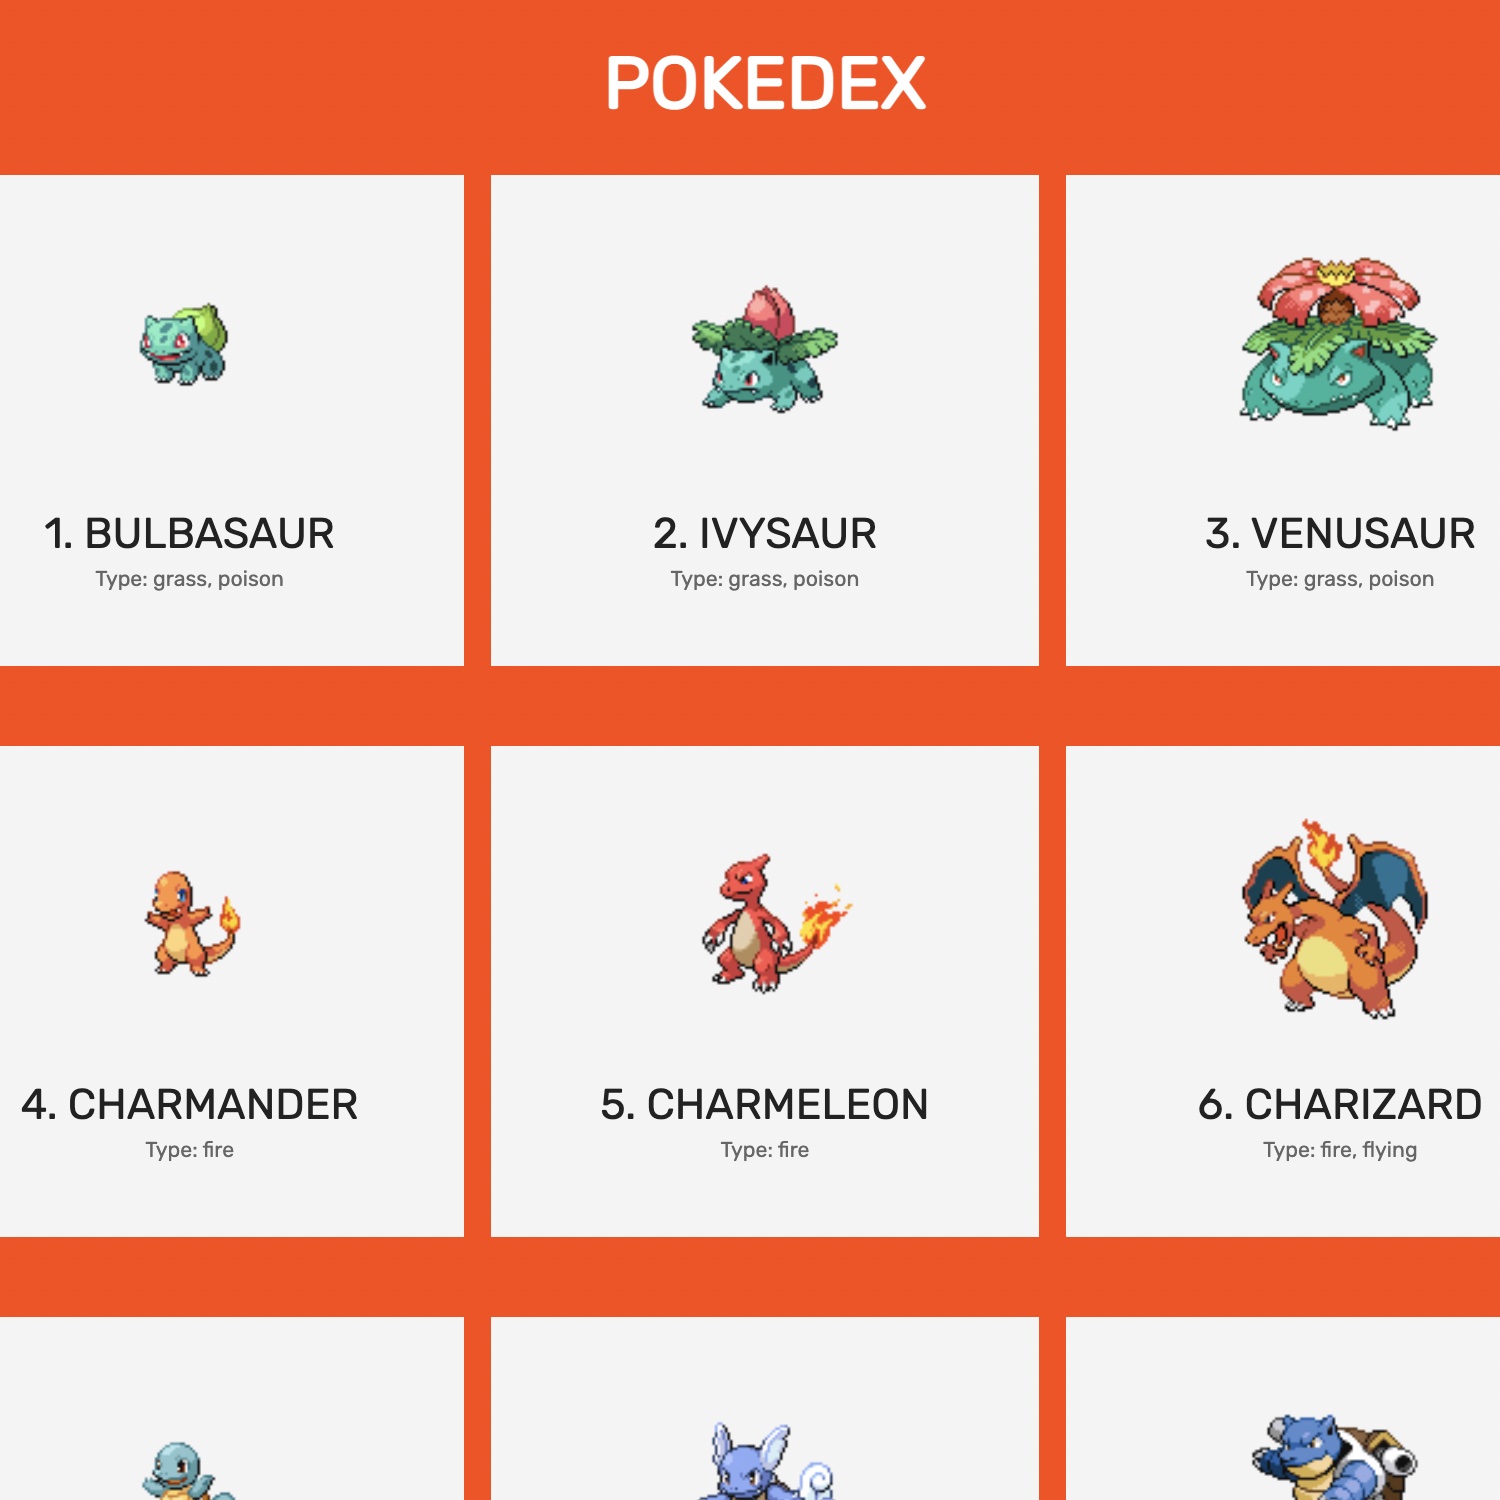 POKEDEX
1. BULBASAUR
Type: grass, poison
2. IVYSAUR
Type: grass, poison
3. VENUSAUR
Type: grass, poison
4. CHARMANDER
Type: fire
5. CHARMELEON
Type: fire
6. CHARIZARD
Type: fire, flying